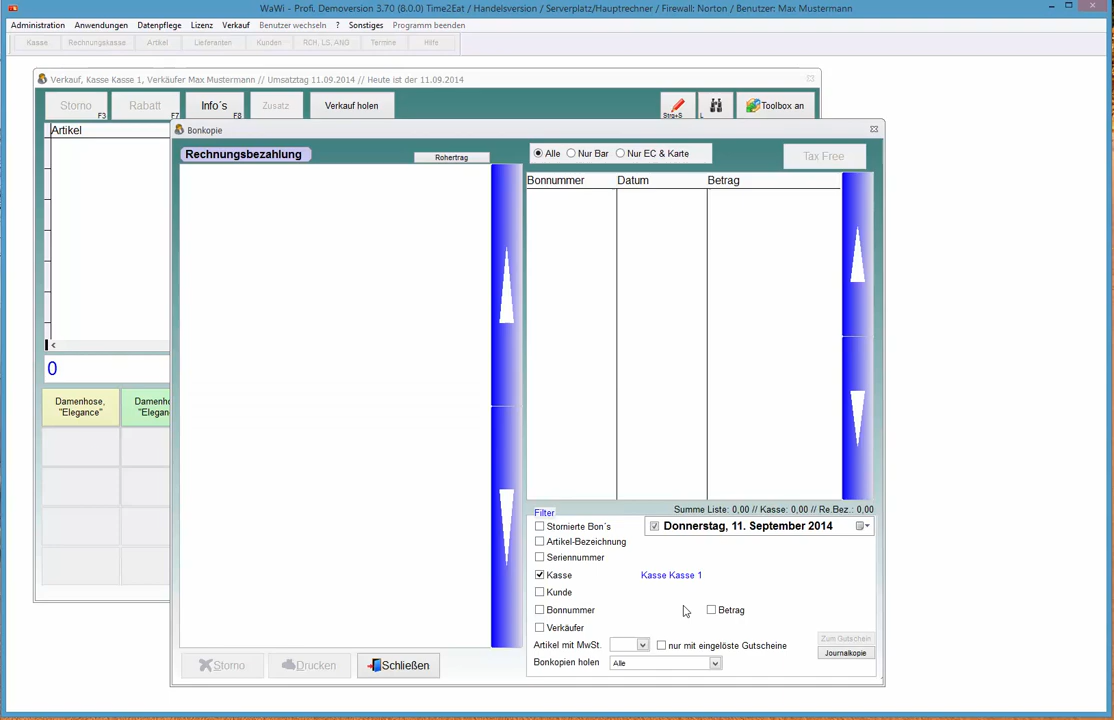 WaWi - Profi. Demoversion 3.70 (8.0.0) Time2Eat / Handelsversion / Serverplatz/Hauptrechner / Firewall: Norton / Benutzer: Max Mustermann
Administration Anwendungen Datenpflege Lizenz Verkauf Benutzer wechseln ? Sonstiges Programm beenden
Kasse Rechnungskasse Artikel Lieferanten Kunden RCH, LS, ANG Termine Hilfe
Verkauf, Kasse Kasse 1, Verkäufer Max Mustermann // Umsatztag 11.09.2014 // Heute ist der 11.09.2014
Storno F3 Rabatt F7 Info´s F8 Zusatz Verkauf holen Strg+S L Toolbox an
Artikel
Bonkopie
Rechnungsbezahlung
Rohertrag
Alle Nur Bar Nur EC & Karte
Tax Free
Bonnummer Datum Betrag
0
Damenhose, "Elegance"
Damenh "Elegan
Summe Liste: 0,00 // Kasse: 0,00 // Re.Bez.: 0,00
Filter
Stornierte Bon´s
Donnerstag, 11. September 2014
Artikel-Bezeichnung
Seriennummer
Kasse Kasse Kasse 1
Kunde
Bonnummer Betrag
Verkäufer
Artikel mit MwSt. nur mit eingelöste Gutscheine
Zum Gutschein
Journalkopie
Bonkopien holen Alle
Storno Drucken Schließen